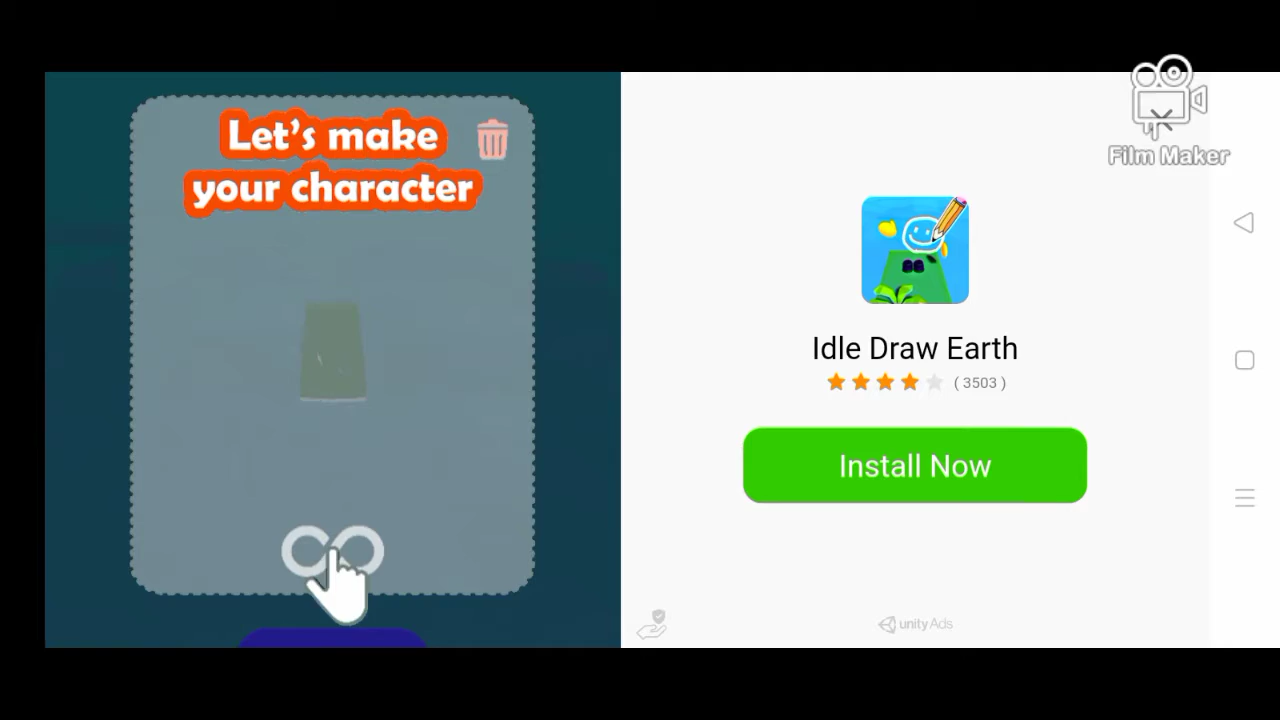 Let's make
your character
Film Maker
Idle Draw Earth
( 3503 )
Install Now
unity Ads